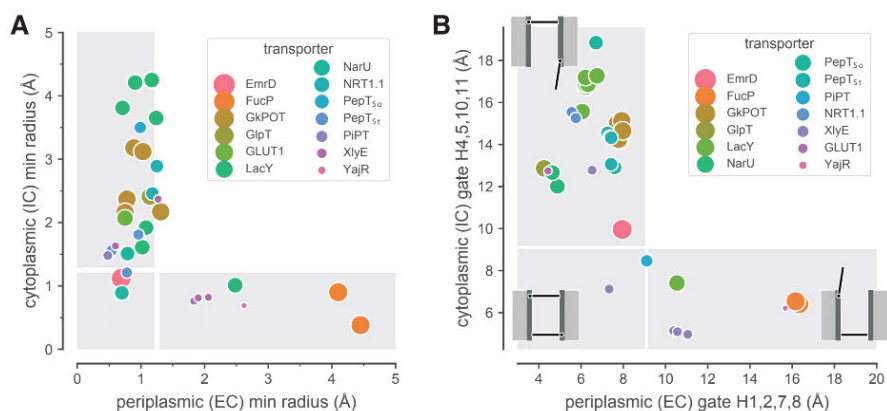 A
cytoplasmic (IC) min radius (Å)
5
4
3
2
1
0
0
1
2
3
4
5
periplasmic (EC) min radius (Å)
transporter
EmrD
FucP
GkPOT
GlpT
GLUT1
LacY
NarU
NRT1.1
PepTSo
PepTSt
PiPT
XlyE
YajR
B
cytoplasmic (IC) gate H4,5,10,11 (Å)
18
16
14
12
10
8
6
4
6
8
10
12
14
16
18
20
periplasmic (EC) gate H1,2,7,8 (Å)
transporter
EmrD
FucP
GkPOT
GlpT
LacY
NarU
PepTSo
PepTSt
PiPT
NRT1.1
XlyE
GLUT1
YajR